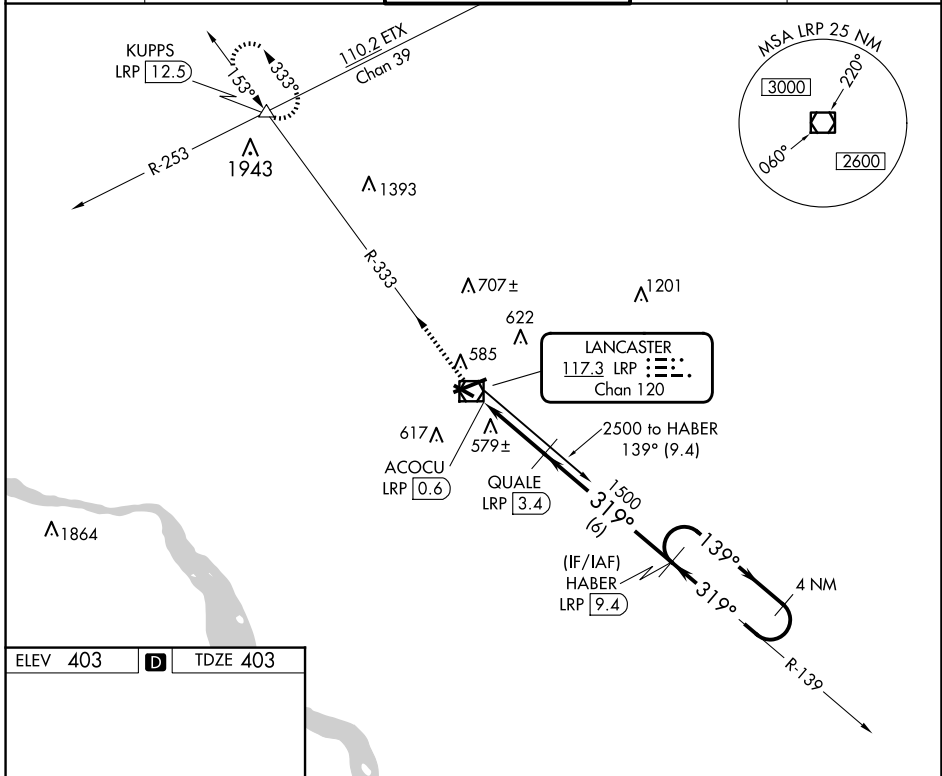 KUPPS
LRP 12.5
153°
333°
110.2 ETX
Chan 39
R-253
1943
1393
MSA LRP 25 NM
3000
220°
060°
2600
R-333
707±
1201
622
585
LANCASTER
117.3 LRP
Chan 120
617
579±
2500 to HABER
139° (9.4)
ACOCU
LRP 0.6
QUALE
LRP 3.4
1500
319°
(6)
1864
(IF/IAF)
HABER
LRP 9.4
139°
319°
4 NM
R-139
ELEV 403 D TDZE 403